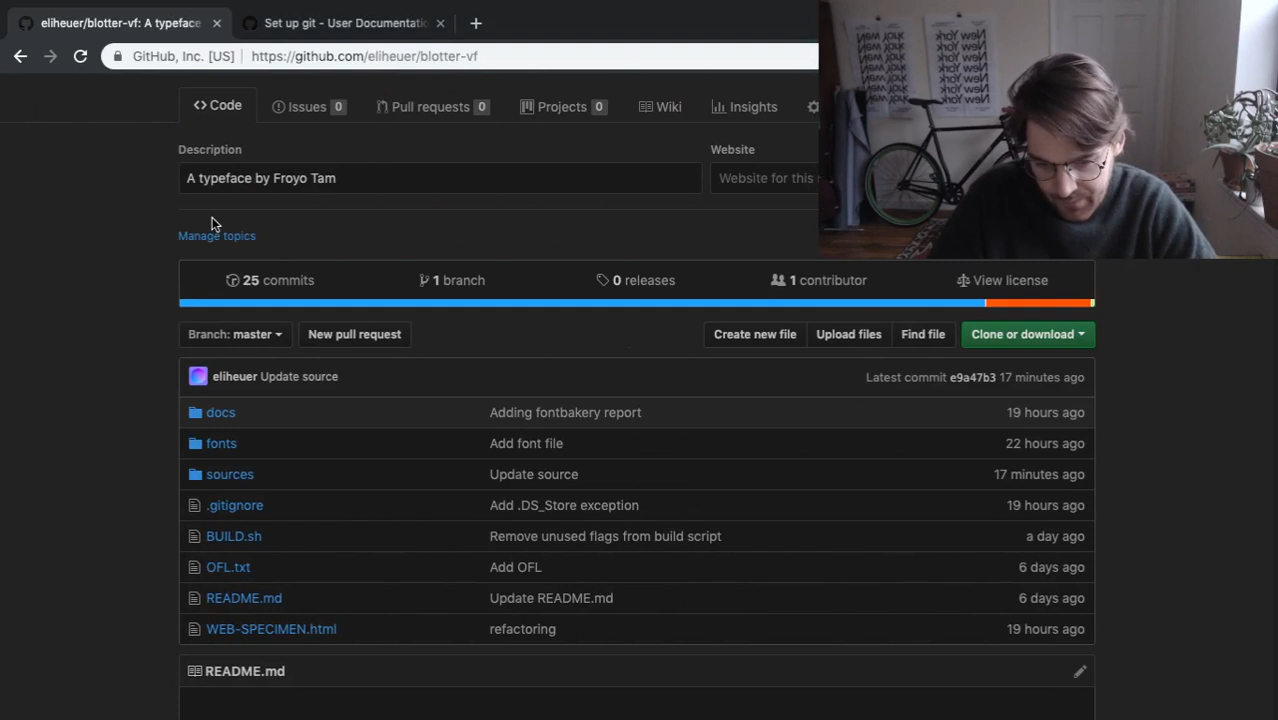 eliheuer/blotter-vf: A typeface
Set up git - User Documentatio
GitHub, Inc. [US] https://github.com/eliheuer/blotter-vf
Code Issues 0 Pull requests 0 Projects 0 Wiki Insights
Description Website
A typeface by Froyo Tam Website for this
Manage topics
25 commits 1 branch 0 releases 1 contributor View license
Branch: master New pull request Create new file Upload files Find file Clone or download
eliheuer Update source Latest commit e9a47b3 17 minutes ago
docs Adding fontbakery report 19 hours ago
fonts Add font file 22 hours ago
sources Update source 17 minutes ago
.gitignore Add .DS_Store exception 19 hours ago
BUILD.sh Remove unused flags from build script a day ago
OFL.txt Add OFL 6 days ago
README.md Update README.md 6 days ago
WEB-SPECIMEN.html refactoring 19 hours ago
README.md